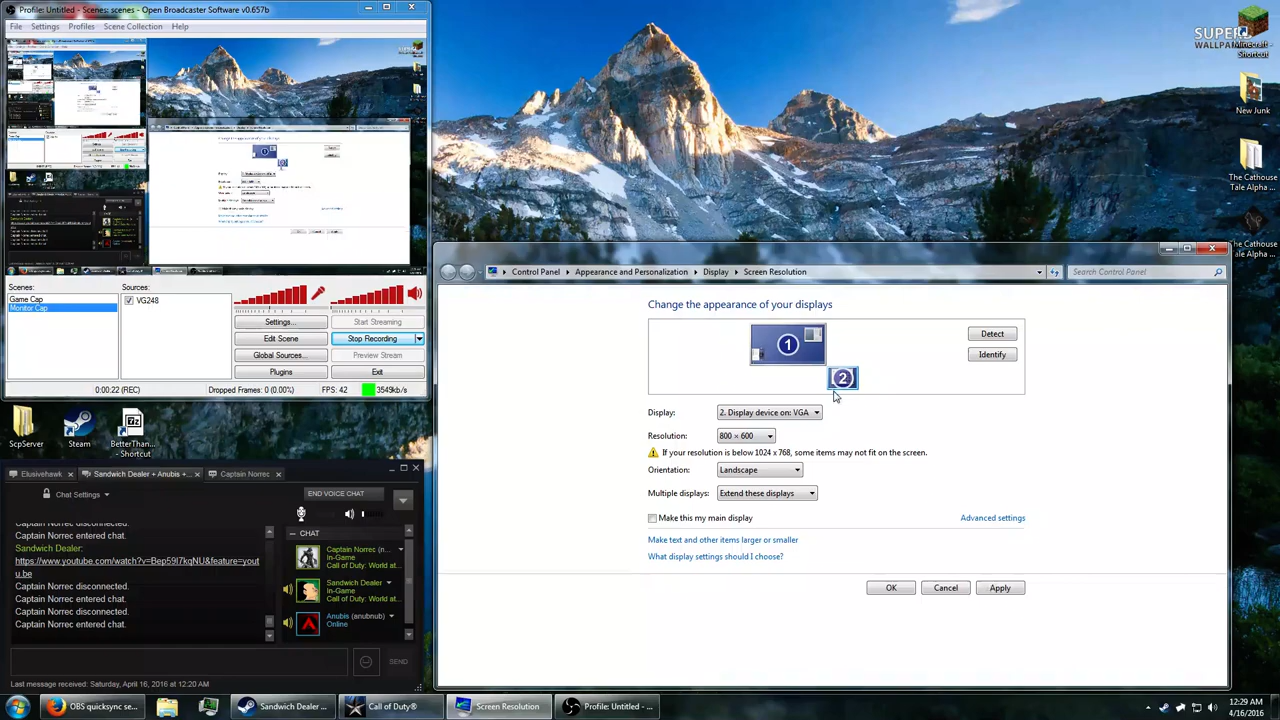 Profile: Untitled - Scenes: scenes - Open Broadcaster Software v0.657b
File Settings Profiles Scene Collection Help
Scenes:
Game Cap
Monitor Cap
Sources:
VG248
Settings...
Start Streaming
Edit Scene
Stop Recording
Global Sources...
Preview Stream
Plugins
Exit
0:00:22
Dropped Frames: 0 (0.00%)
FPS: 42
3549kb/s
SUPER
WALLPAP
Minecraft -
Shortcut
New Junk
The Cathouse
Tale Alpha ...
The Cathouse
Tale Alpha ...
ScpServer
Steam
BetterThan...
- Shortcut
Elusivehawk
Sandwich Dealer + Anubis +...
Captain Norrec
Chat Settings
END VOICE CHAT
Captain Norrec disconnected.
Captain Norrec entered chat.
Sandwich Dealer:
https://www.youtube.com/watch?v=Bep59I7kqNU&feature=yout
u.be
Captain Norrec disconnected.
Captain Norrec entered chat.
Captain Norrec disconnected.
Captain Norrec entered chat.
CHAT
Captain Norrec (n...
In-Game
Call of Duty: World at
Sandwich Dealer
In-Game
Call of Duty: World at
Anubis (anubnub)
Online
SEND
Last message received: Saturday, April 16, 2016 at 12:20 AM
Control Panel
Appearance and Personalization
Display
Screen Resolution
Search Control Panel
Change the appearance of your displays
1
2
Detect
Identify
Display:
2. Display device on: VGA
Resolution:
800 × 600
If your resolution is below 1024 x 768, some items may not fit on the screen.
Orientation:
Landscape
Multiple displays:
Extend these displays
Make this my main display
Advanced settings
Make text and other items larger or smaller
What display settings should I choose?
OK
Cancel
Apply
OBS quicksync se...
Sandwich Dealer ...
Call of Duty®
Screen Resolution
Profile: Untitled - ...
12:29 AM
4/16/2016